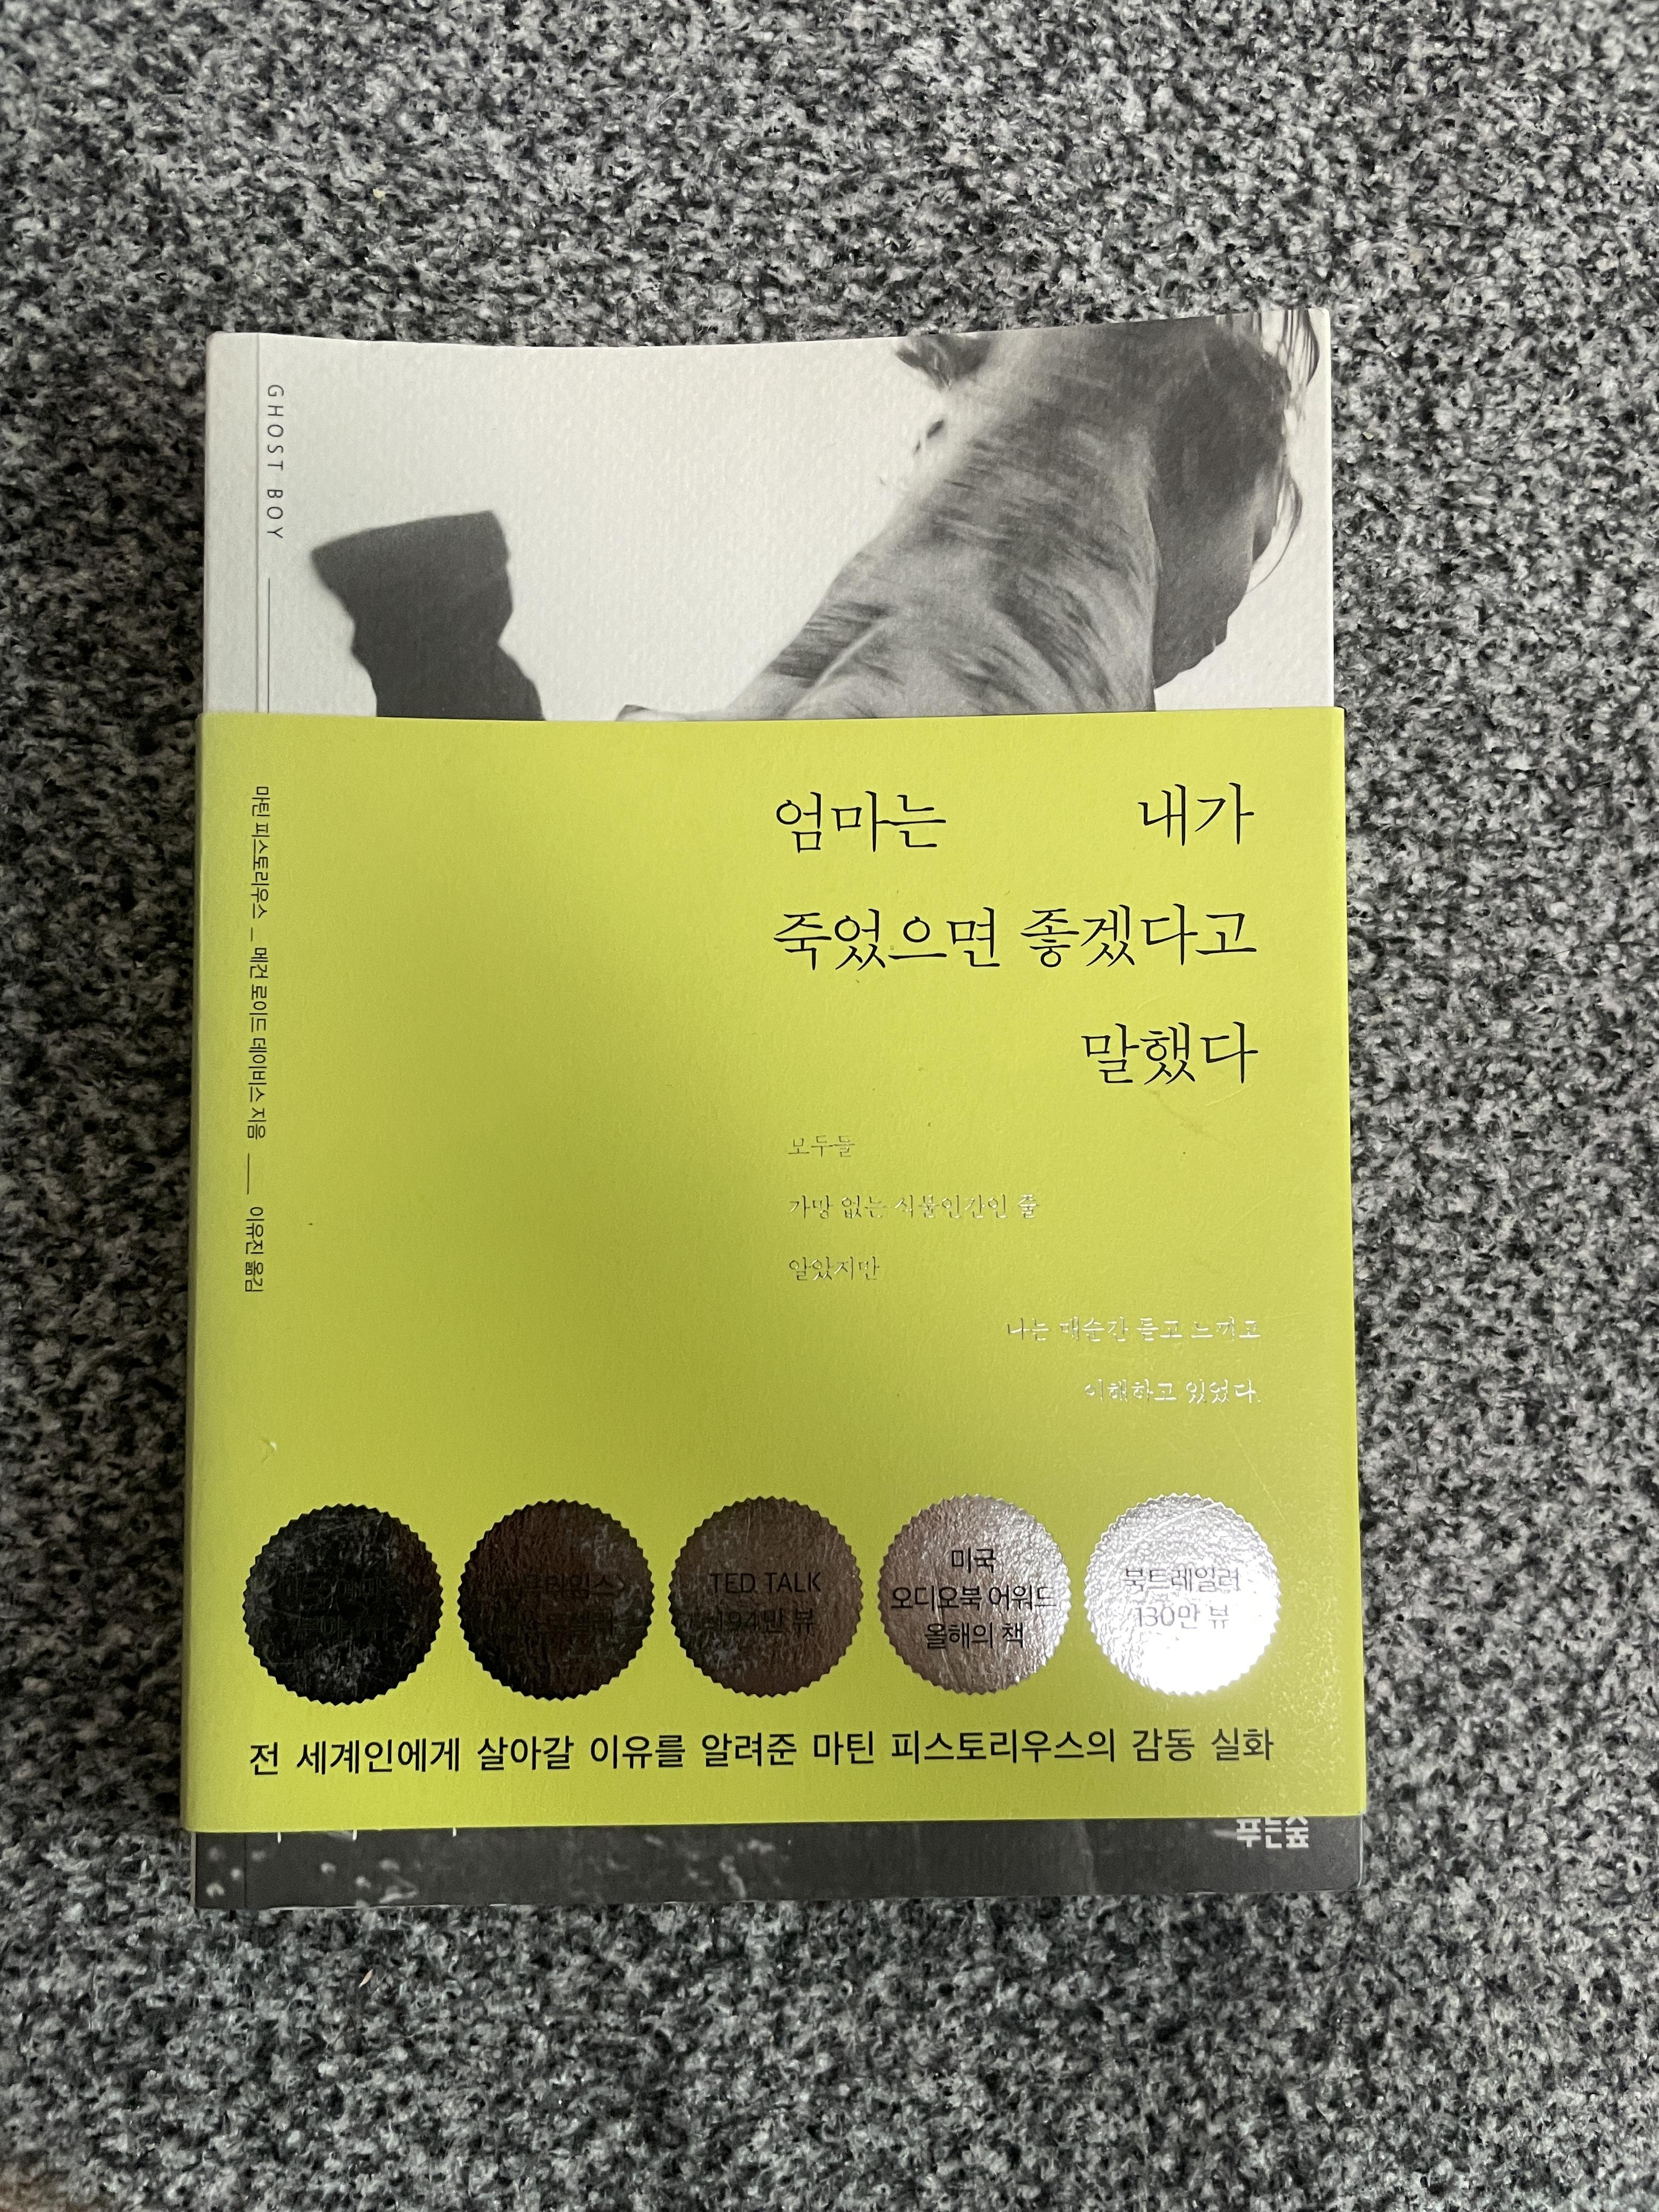 GHOST BOY
마틴 피스토리우스 — 메건 로이드 데이비스 지음 — 이유진 옮김
엄마는 내가
죽었으면 좋겠다고
말했다
모두들
가망 없는 식물인간인 줄
알았지만
나는 매순간 듣고 느끼고
이해하고 있었다.
TED TALK
194만 뷰
미국
오디오북 어워드
올해의 책
북트레일러
130만 뷰
전 세계인에게 살아갈 이유를 알려준 마틴 피스토리우스의 감동 실화
푸른숲